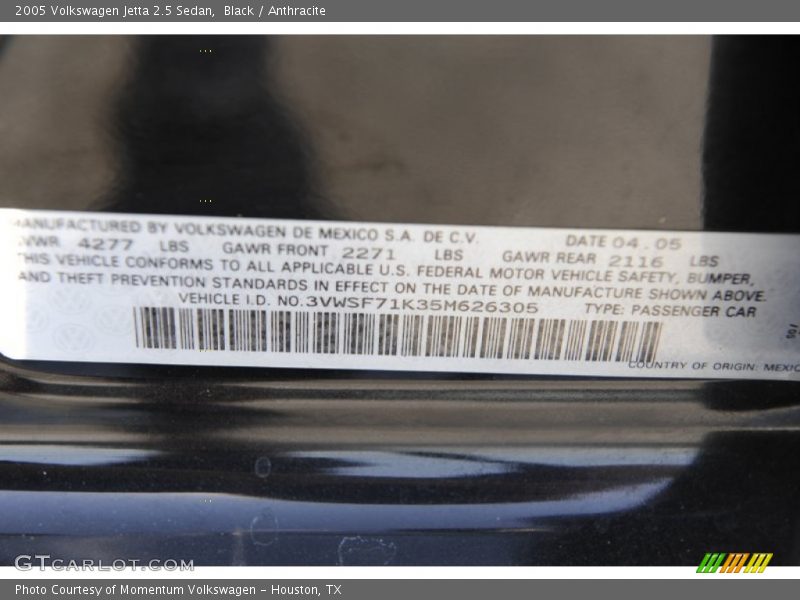 2005 Volkswagen Jetta 2.5 Sedan, Black / Anthracite
MANUFACTURED BY VOLKSWAGEN DE MEXICO S.A. DE C.V. DATE 04.05
GVWR 4277 LBS GAWR FRONT 2271 LBS GAWR REAR 2116 LBS
THIS VEHICLE CONFORMS TO ALL APPLICABLE U.S. FEDERAL MOTOR VEHICLE SAFETY, BUMPER,
AND THEFT PREVENTION STANDARDS IN EFFECT ON THE DATE OF MANUFACTURE SHOWN ABOVE.
VEHICLE I.D. NO.3VWSF71K35M626305 TYPE: PASSENGER CAR
COUNTRY OF ORIGIN: MEXIC
GTCARLOT.COM
Photo Courtesy of Momentum Volkswagen - Houston, TX